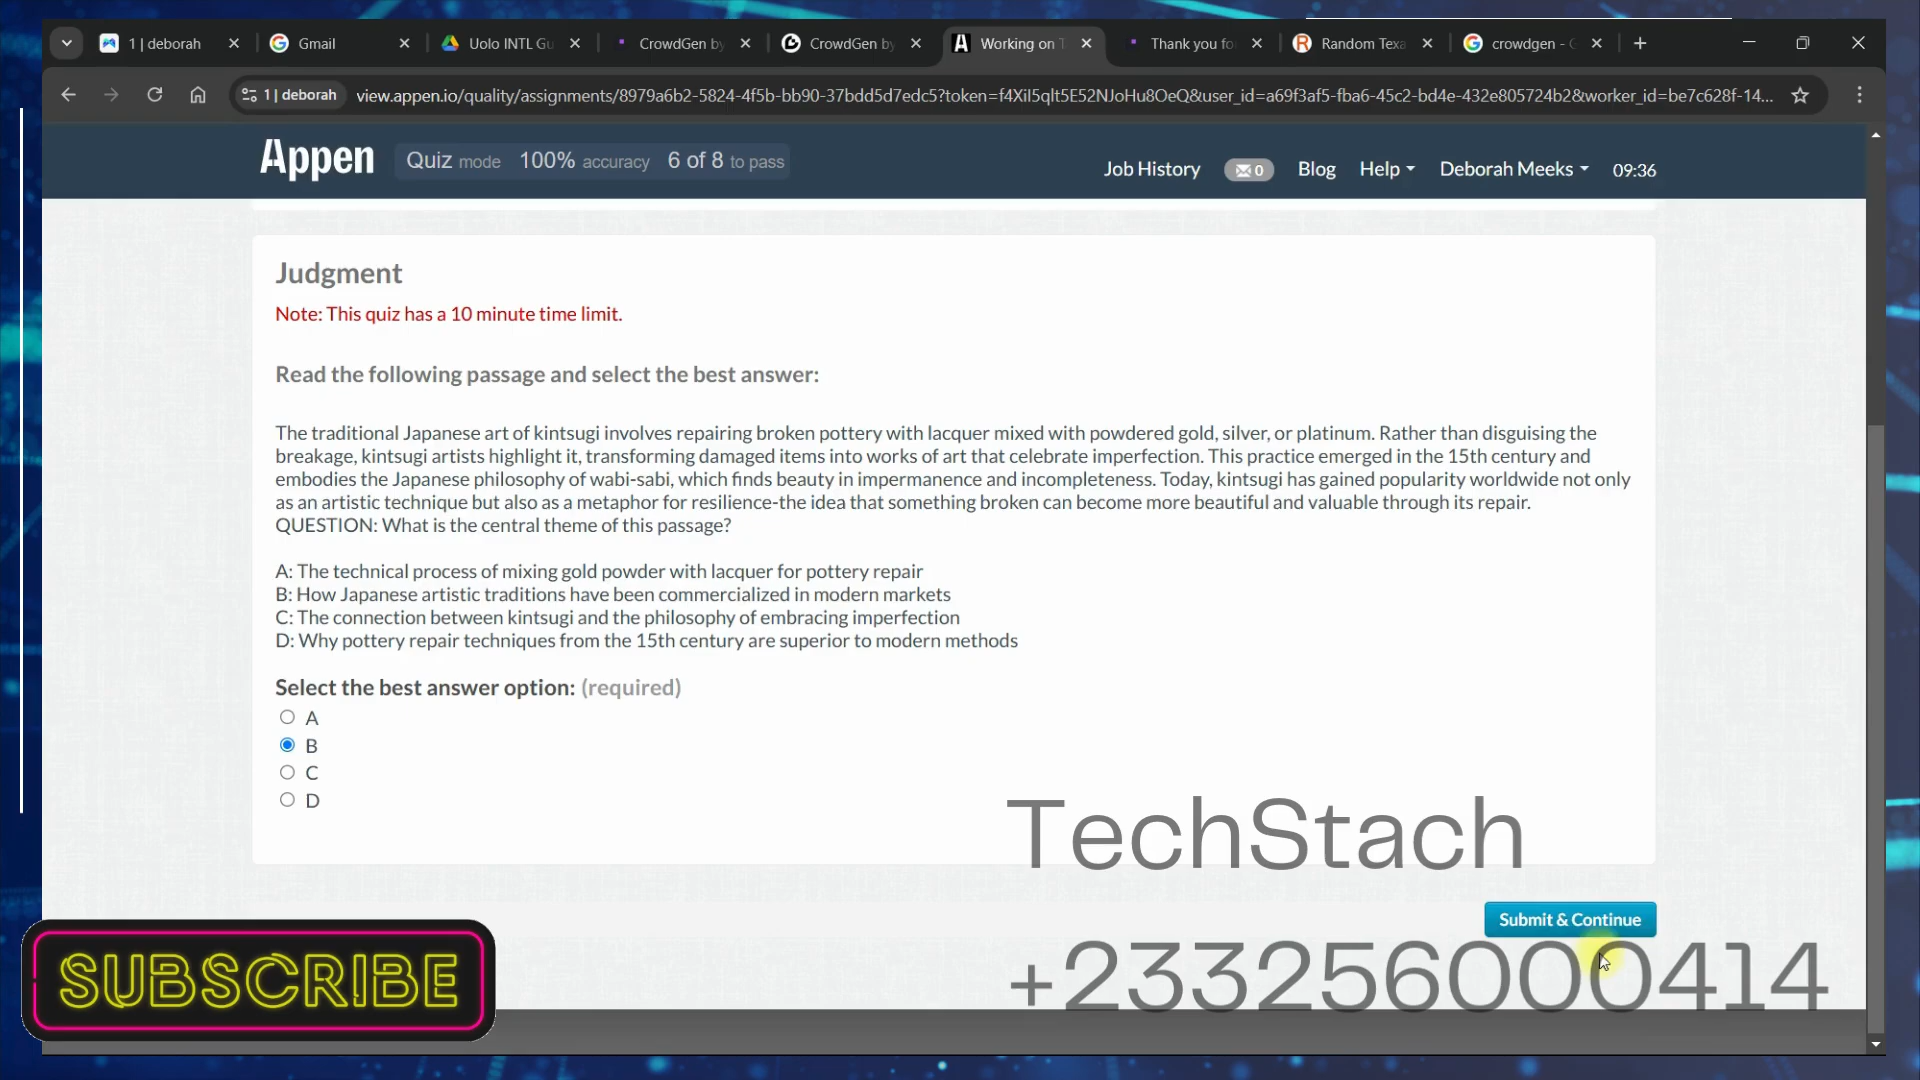 1 | deborah
Gmail
Uolo INTL Gu
CrowdGen by
CrowdGen by
Working on T
Thank you fo
Random Texa
crowdgen - G
1 | deborah
view.appen.io/quality/assignments/8979a6b2-5824-4f5b-bb90-37bdd5d7edc5?token=f4Xil5qlt5E52NJoHu8OeQ&user_id=a69f3af5-fba6-45c2-bd4e-432e805724b2&worker_id=be7c628f-14...
Appen
Quiz mode 100% accuracy 6 of 8 to pass
Job History
0
Blog
Help
Deborah Meeks
09:36
Judgment
Note: This quiz has a 10 minute time limit.
Read the following passage and select the best answer:
The traditional Japanese art of kintsugi involves repairing broken pottery with lacquer mixed with powdered gold, silver, or platinum. Rather than disguising the
breakage, kintsugi artists highlight it, transforming damaged items into works of art that celebrate imperfection. This practice emerged in the 15th century and
embodies the Japanese philosophy of wabi-sabi, which finds beauty in impermanence and incompleteness. Today, kintsugi has gained popularity worldwide not only
as an artistic technique but also as a metaphor for resilience-the idea that something broken can become more beautiful and valuable through its repair.
QUESTION: What is the central theme of this passage?
A: The technical process of mixing gold powder with lacquer for pottery repair
B: How Japanese artistic traditions have been commercialized in modern markets
C: The connection between kintsugi and the philosophy of embracing imperfection
D: Why pottery repair techniques from the 15th century are superior to modern methods
Select the best answer option: (required)
A
B
C
D
TechStach
Submit & Continue
SUBSCRIBE
+233256000414